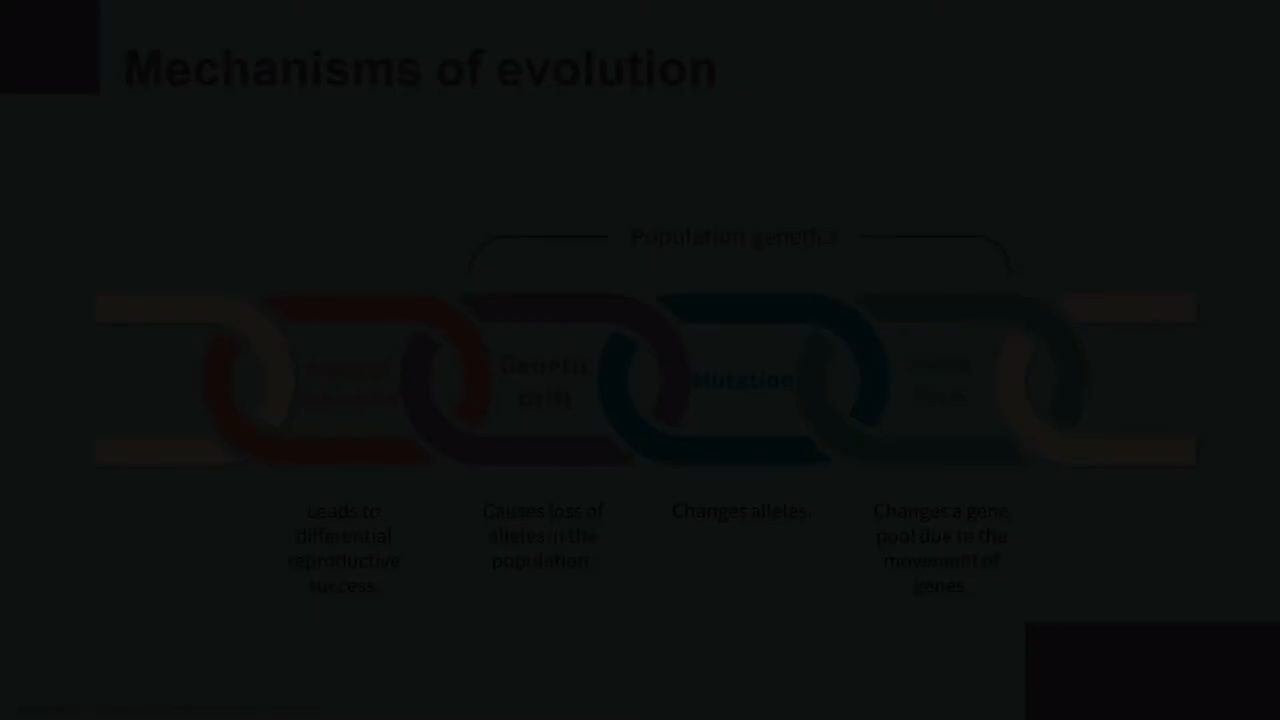 Mechanisms of evolution
Population genetics
Genetic
drift
Mutation
Leads to
differential
reproductive
success.
Causes loss of
alleles in the
population.
Changes alleles.
Changes a gene
pool due to the
movement of
genes.